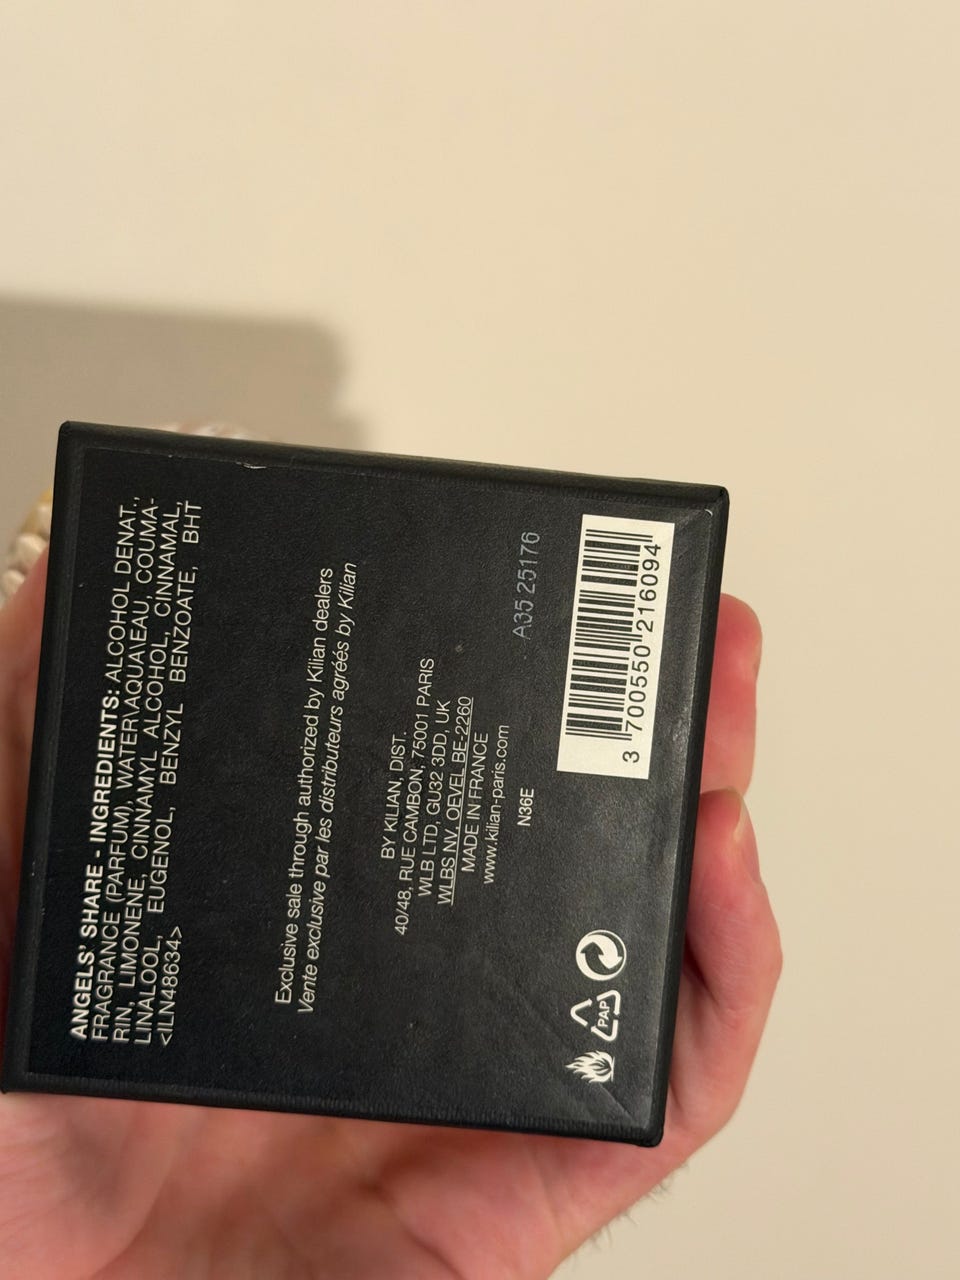 ANGELS' SHARE - INGREDIENTS: ALCOHOL DENAT.,
FRAGRANCE (PARFUM), WATER\AQUA\EAU, COUMA-
RIN, LIMONENE, CINNAMYL ALCOHOL, CINNAMAL,
LINALOOL, EUGENOL, BENZYL BENZOATE, BHT
<ILN48634>
Exclusive sale through authorized by Kilian dealers
Vente exclusive par les distributeurs agréés by Kilian
BY KILIAN, DIST.
40/48, RUE CAMBON, 75001 PARIS
WLB LTD, GU32 3DD, UK
WLBS NV. OEVEL BE-2260
MADE IN FRANCE
www.kilian-paris.com
N36E
A35 25176
3 700550 216094
PAP